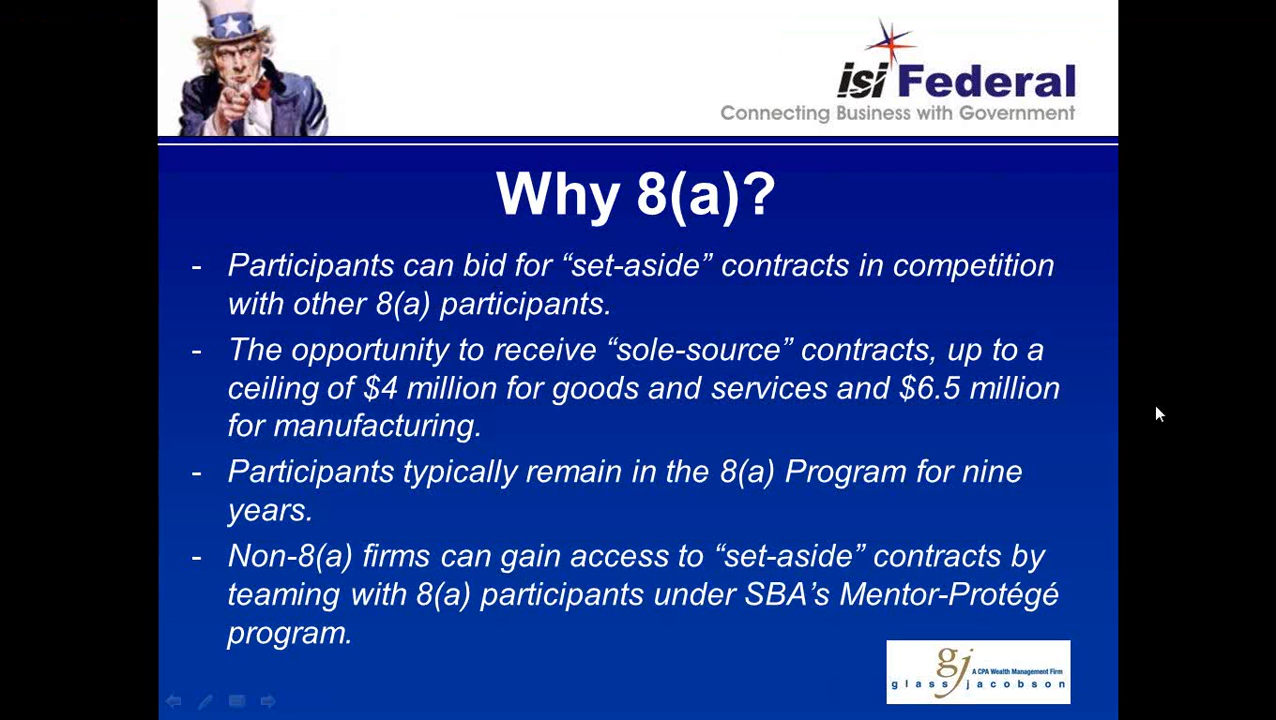 isi Federal
Connecting Business with Government
Why 8(a)?
- Participants can bid for “set-aside” contracts in competition
with other 8(a) participants.
- The opportunity to receive “sole-source” contracts, up to a
ceiling of $4 million for goods and services and $6.5 million
for manufacturing.
- Participants typically remain in the 8(a) Program for nine
years.
- Non-8(a) firms can gain access to “set-aside” contracts by
teaming with 8(a) participants under SBA’s Mentor-Protégé
program.
gj A CPA Wealth Management Firm
glass jacobson